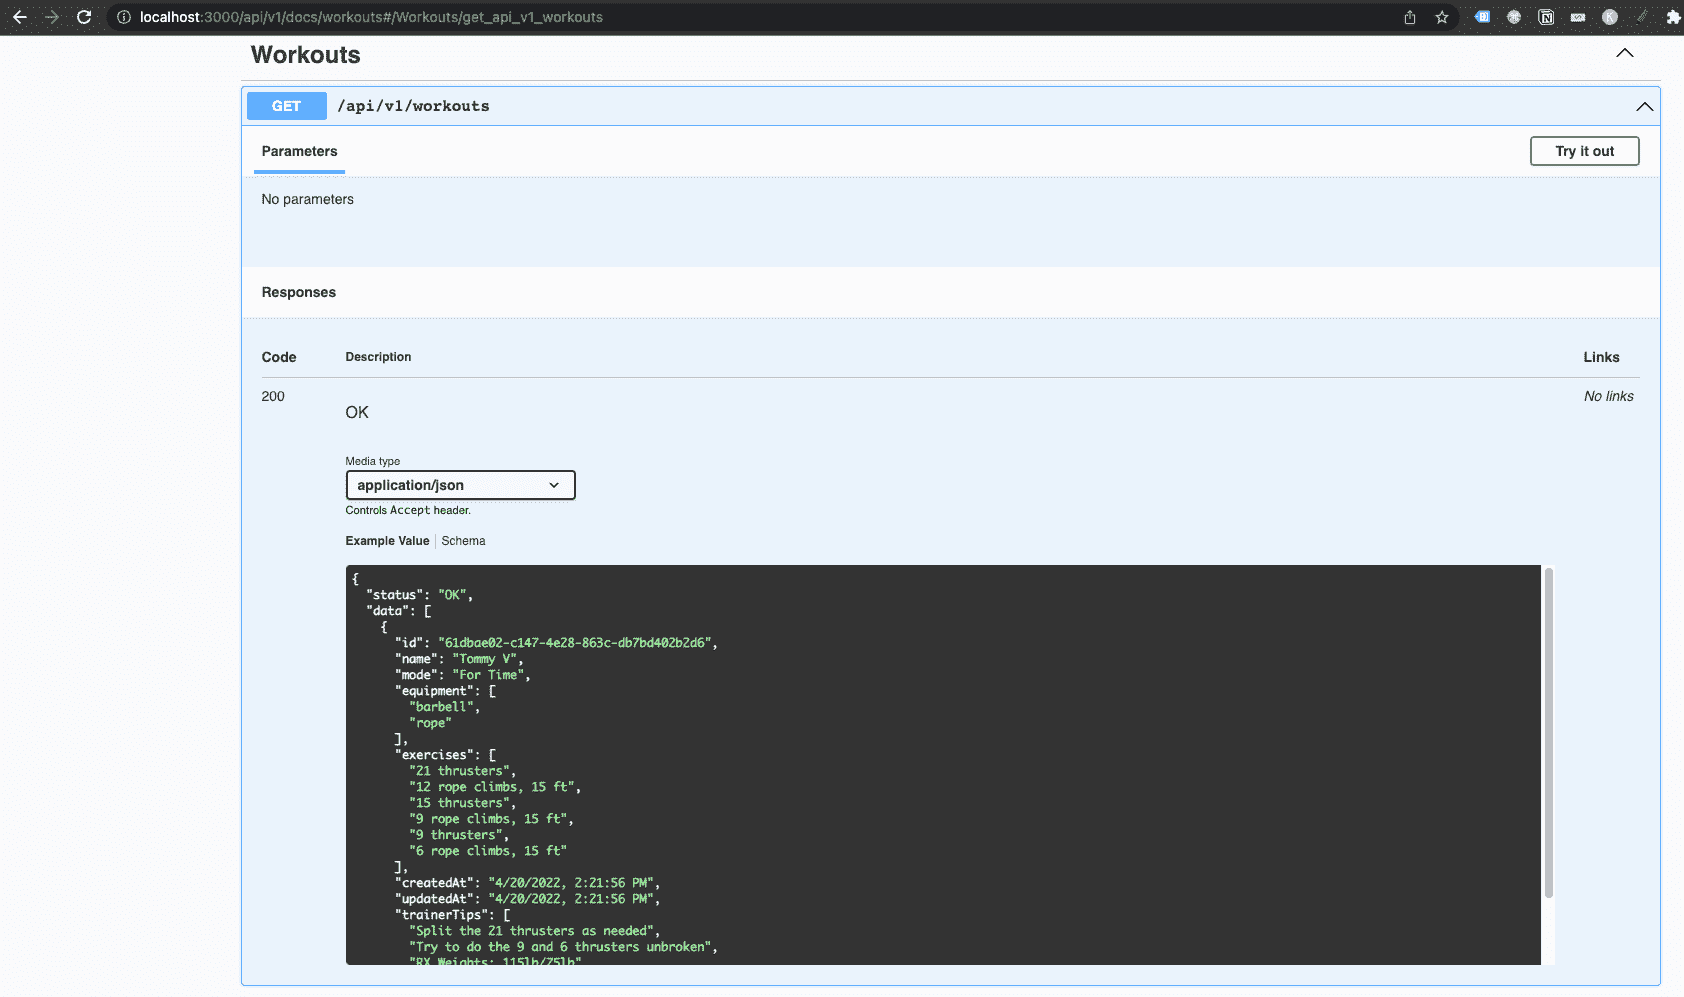 localhost:3000/api/v1/docs/workouts#/Workouts/get_api_v1_workouts
Workouts
GET /api/v1/workouts
Parameters
Try it out
No parameters
Responses
Code Description Links
200 No links
OK
Media type
application/json
Controls Accept header.
Example Value Schema
{
"status": "OK",
"data": [
{
"id": "61dbae02-c147-4e28-863c-db7bd402b2d6",
"name": "Tommy V",
"mode": "For Time",
"equipment": [
"barbell",
"rope"
],
"exercises": [
"21 thrusters",
"12 rope climbs, 15 ft",
"15 thrusters",
"9 rope climbs, 15 ft",
"9 thrusters",
"6 rope climbs, 15 ft"
],
"createdAt": "4/20/2022, 2:21:56 PM",
"updatedAt": "4/20/2022, 2:21:56 PM",
"trainerTips": [
"Split the 21 thrusters as needed",
"Try to do the 9 and 6 thrusters unbroken",
"RX Weights: 115lb/75lb"